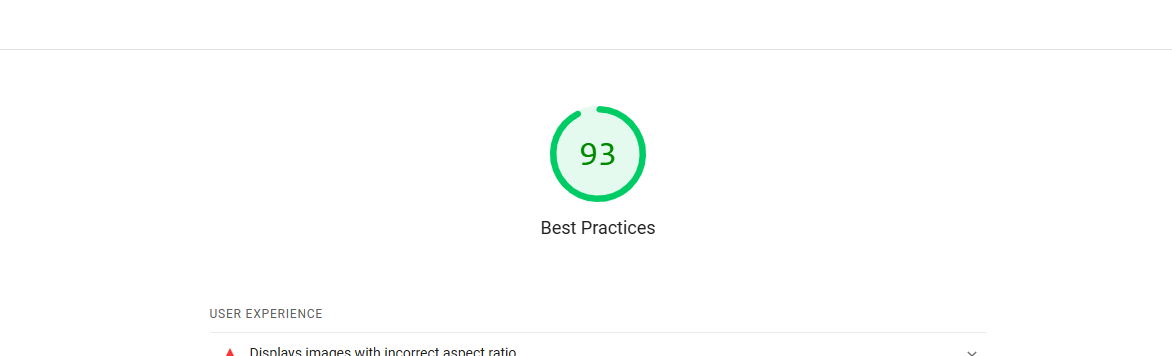 93
Best Practices
USER EXPERIENCE
Displays images with incorrect aspect ratio